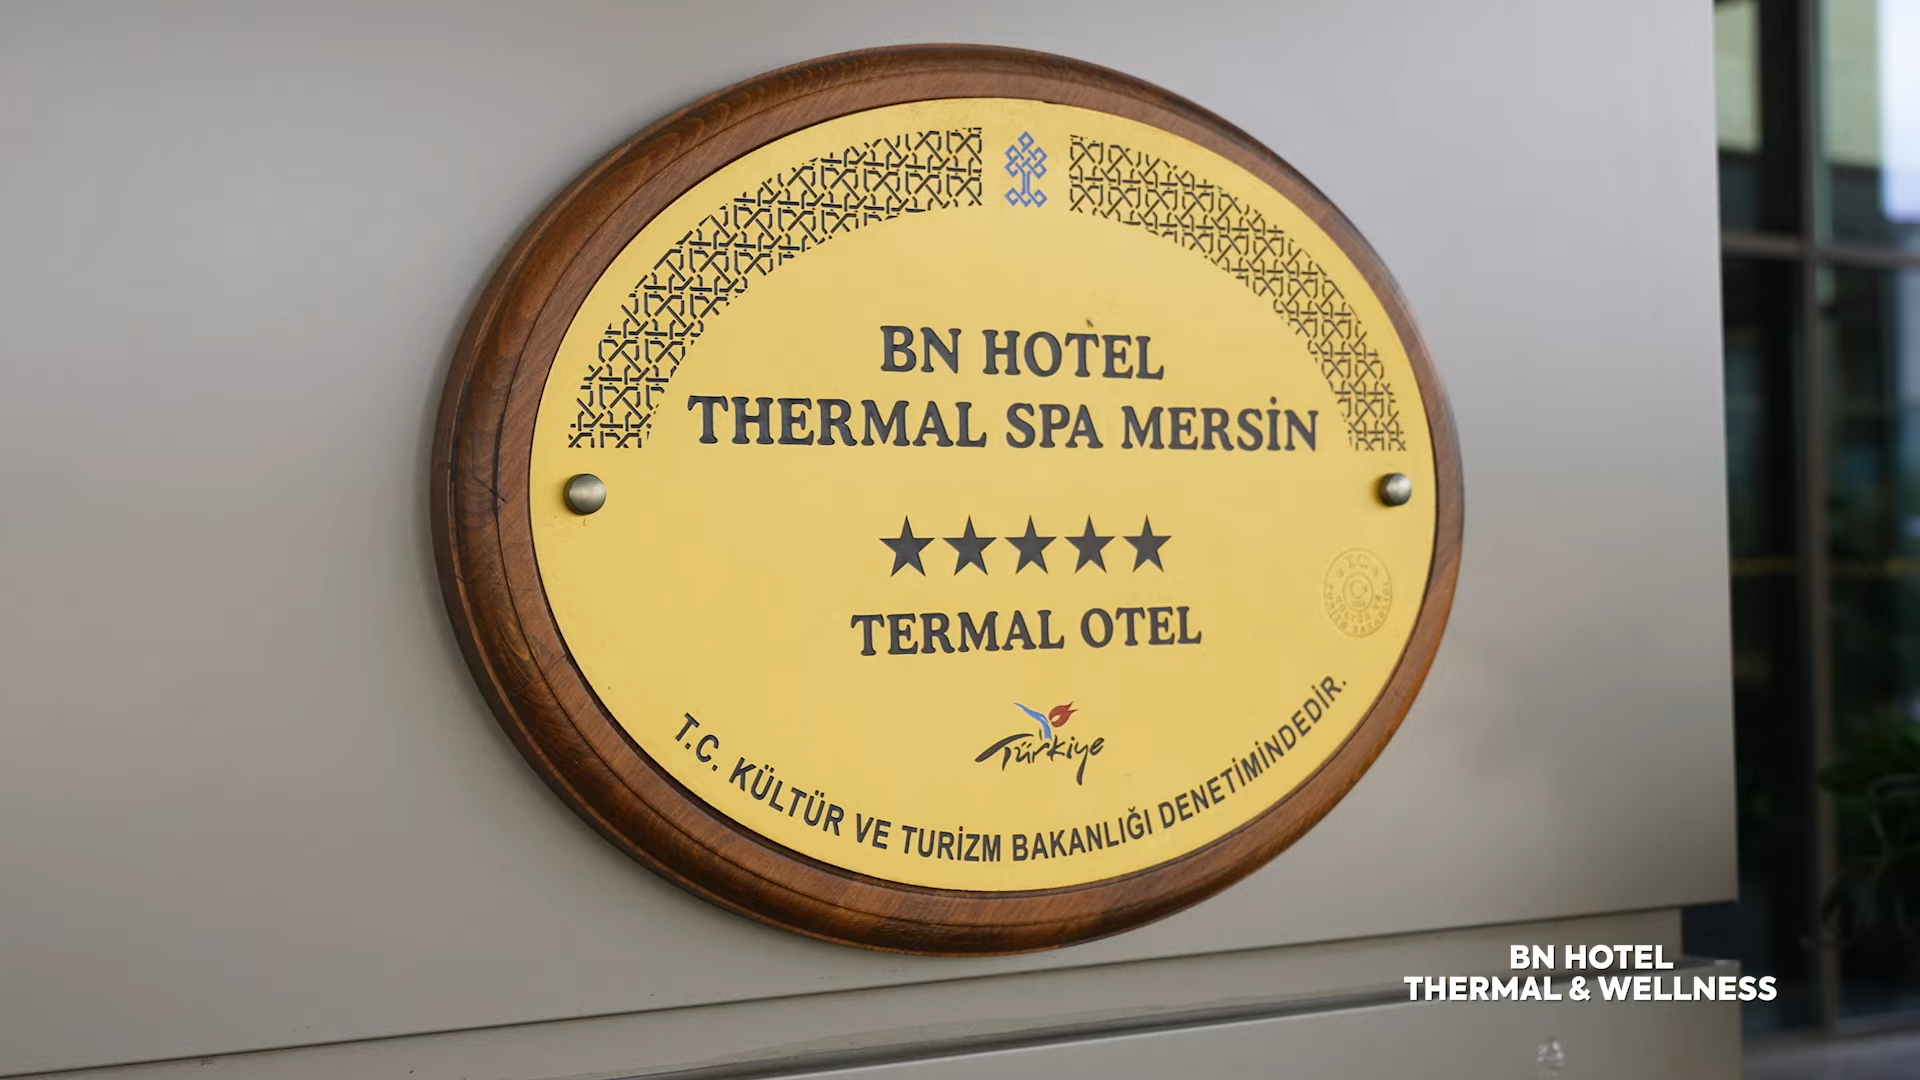 BN HOTEL
THERMAL SPA MERSİN
★★★★★
TERMAL OTEL
Türkiye
T.C. KÜLTÜR VE TURİZM BAKANLIĞI DENETİMİNDEDİR.
BN HOTEL
THERMAL & WELLNESS